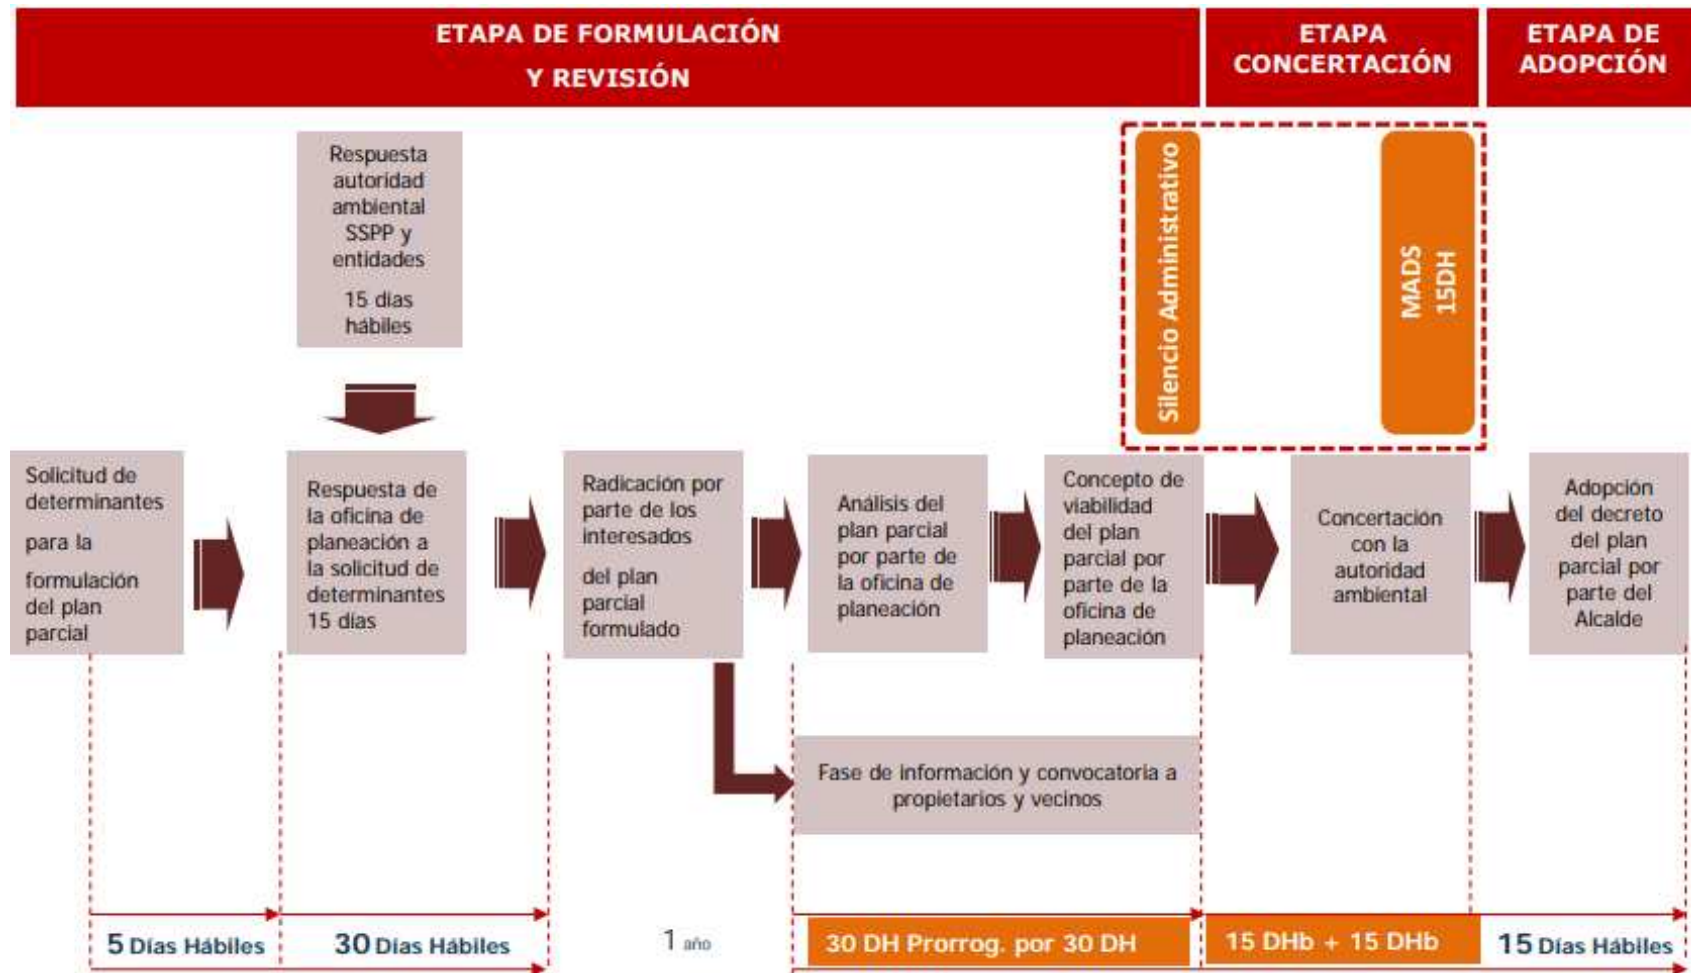 ETAPA DE FORMULACIÓN
Y REVISIÓN
ETAPA
CONCERTACIÓN
ETAPA DE
ADOPCIÓN
Respuesta
autoridad
ambiental
SSPP y
entidades
15 días
hábiles
Silencio Administrativo
MADS
15DH
Solicitud de
determinantes
para la
formulación
del plan
parcial
Respuesta de
la oficina de
planeación a
la solicitud de
determinantes
15 días
Radicación por
parte de los
interesados
del plan
parcial
formulado
Análisis del
plan parcial
por parte de
la oficina de
planeación
Concepto de
viabilidad
del plan
parcial por
parte de la
oficina de
planeación
Concertación
con la
autoridad
ambiental
Adopción
del decreto
del plan
parcial por
parte del
Alcalde
Fase de información y convocatoria a
propietarios y vecinos
5 Días Hábiles
30 Días Hábiles
1 año
30 DH Prorrog. por 30 DH
15 DHb + 15 DHb
15 Días Hábiles